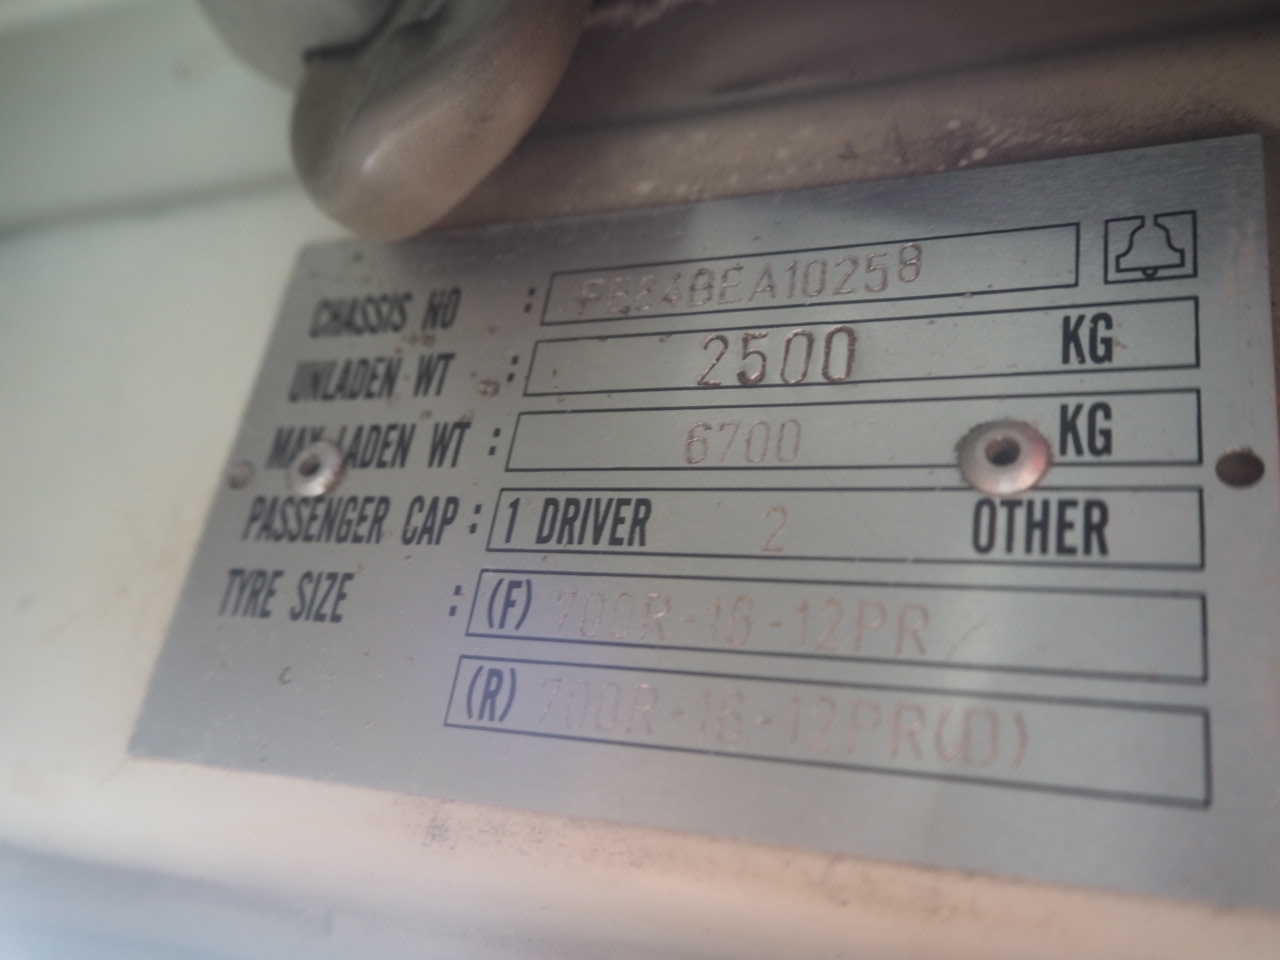 CHASSIS NO : FE84BEA10258
UNLADEN WT : 2500 KG
MAX LADEN WT : 6700 KG
PASSENGER CAP : 1 DRIVER 2 OTHER
TYRE SIZE : (F) 700R-16-12PR
(R) 700R-16-12PR(D)